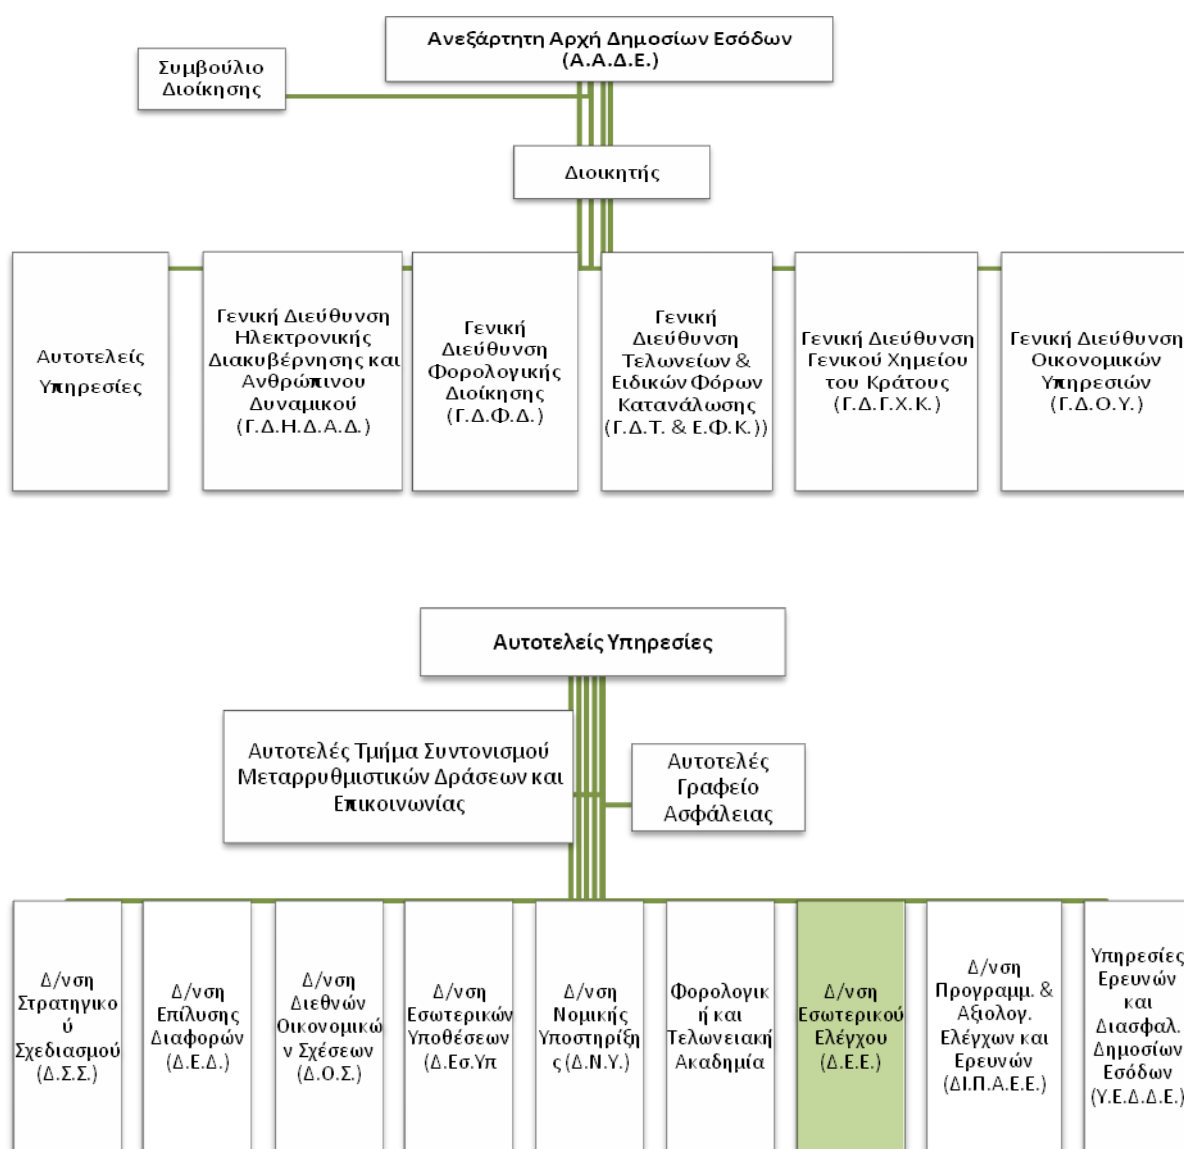 Ανεξάρτητη Αρχή Δημοσίων Εσόδων
(Α.Α.Δ.Ε.)
Συμβούλιο
Διοίκησης
Διοικητής
Αυτοτελείς
Υπηρεσίες
Γενική Διεύθυνση
Ηλεκτρονικής
Διακυβέρνησης και
Ανθρώπινου
Δυναμικού
(Γ.Δ.Η.Δ.Α.Δ.)
Γενική
Διεύθυνση
Φορολογικής
Διοίκησης
(Γ.Δ.Φ.Δ.)
Γενική
Διεύθυνση
Τελωνείων &
Ειδικών Φόρων
Κατανάλωσης
(Γ.Δ.Τ. & Ε.Φ.Κ.))
Γενική Διεύθυνση
Γενικού Χημείου
του Κράτους
(Γ.Δ.Γ.Χ.Κ.)
Γενική Διεύθυνση
Οικονομικών
Υπηρεσιών
(Γ.Δ.Ο.Υ.)
Αυτοτελείς Υπηρεσίες
Αυτοτελές Τμήμα Συντονισμού
Μεταρρυθμιστικών Δράσεων και
Επικοινωνίας
Αυτοτελές
Γραφείο
Ασφάλειας
Δ/νση
Στρατηγικο
ύ
Σχεδιασμού
(Δ.Σ.Σ.)
Δ/νση
Επίλυσης
Διαφορών
(Δ.Ε.Δ.)
Δ/νση
Διεθνών
Οικονομικώ
ν Σχέσεων
(Δ.Ο.Σ.)
Δ/νση
Εσωτερικών
Υποθέσεων
(Δ.Εσ.Υπ
Δ/νση
Νομικής
Υποστηρίξη
ς (Δ.Ν.Υ.)
Φορολογικ
ή και
Τελωνειακή
Ακαδημία
Δ/νση
Εσωτερικού
Ελέγχου
(Δ.Ε.Ε.)
Δ/νση
Προγραμμ. &
Αξιολογ.
Ελέγχων και
Ερευνών
(ΔΙ.Π.Α.Ε.Ε.)
Υπηρεσίες
Ερευνών
και
Διασφαλ.
Δημοσίων
Εσόδων
(Υ.Ε.Δ.Δ.Ε.)